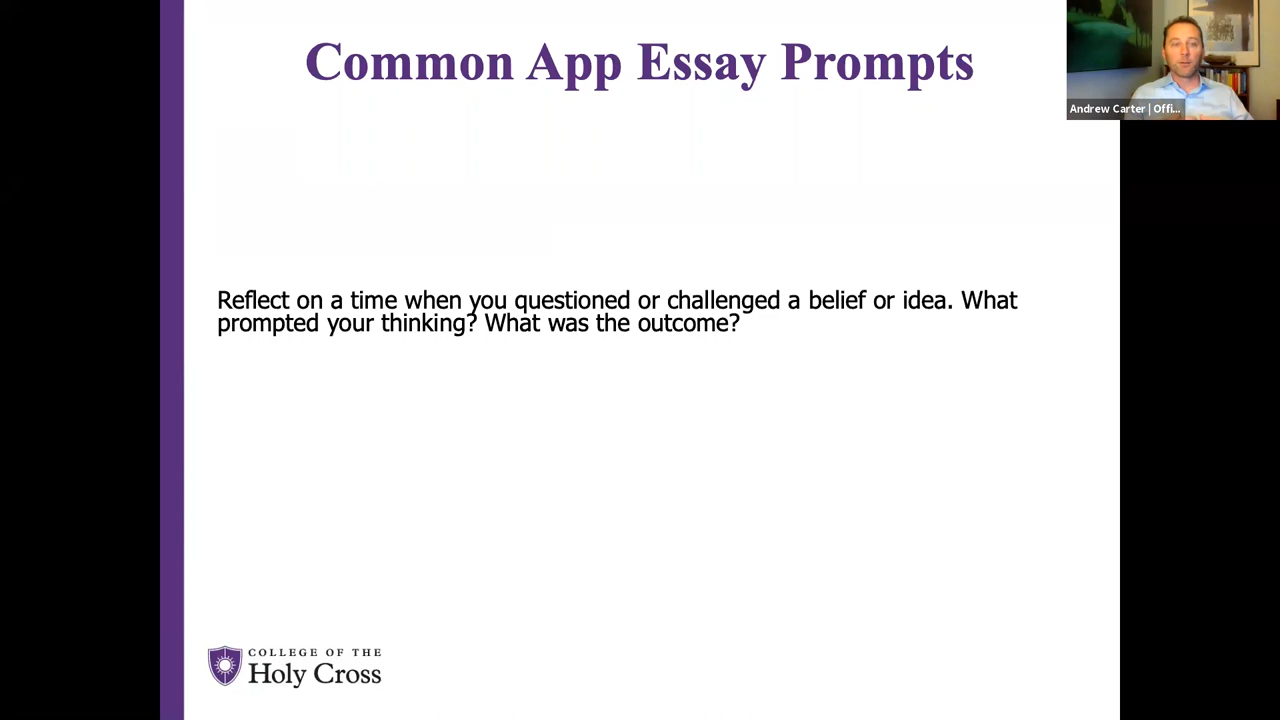 Common App Essay Prompts
Andrew Carter | Offi...
Reflect on a time when you questioned or challenged a belief or idea. What
prompted your thinking? What was the outcome?
COLLEGE OF THE
Holy Cross